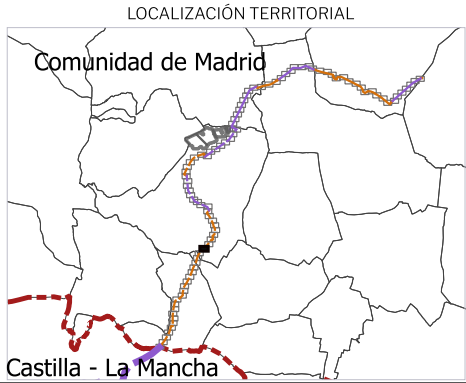 LOCALIZACIÓN TERRITORIAL
Comunidad de Madrid
Castilla - La Mancha